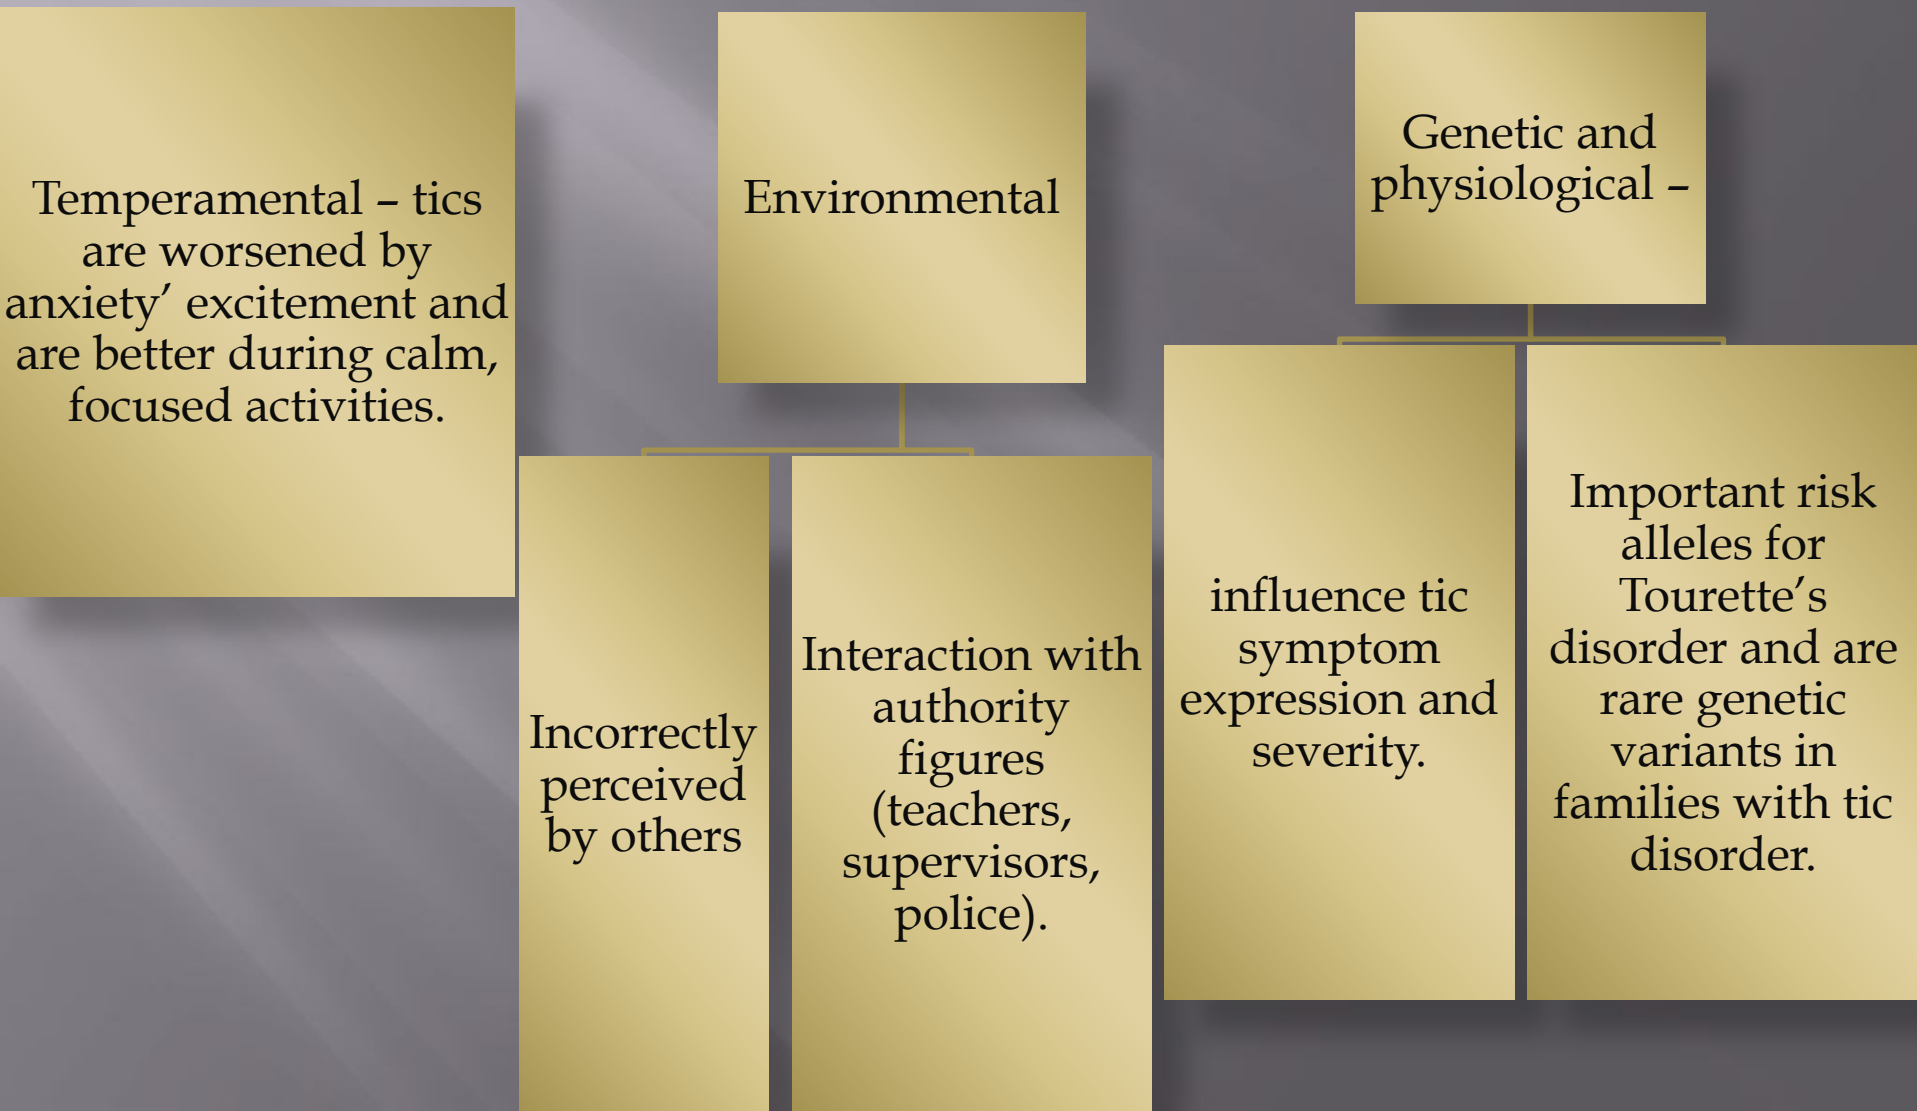 Temperamental – tics
are worsened by
anxiety’ excitement and
are better during calm,
focused activities.
Environmental
Incorrectly
perceived
by others
Interaction with
authority
figures
(teachers,
supervisors,
police).
Genetic and
physiological –
influence tic
symptom
expression and
severity.
Important risk
alleles for
Tourette’s
disorder and are
rare genetic
variants in
families with tic
disorder.